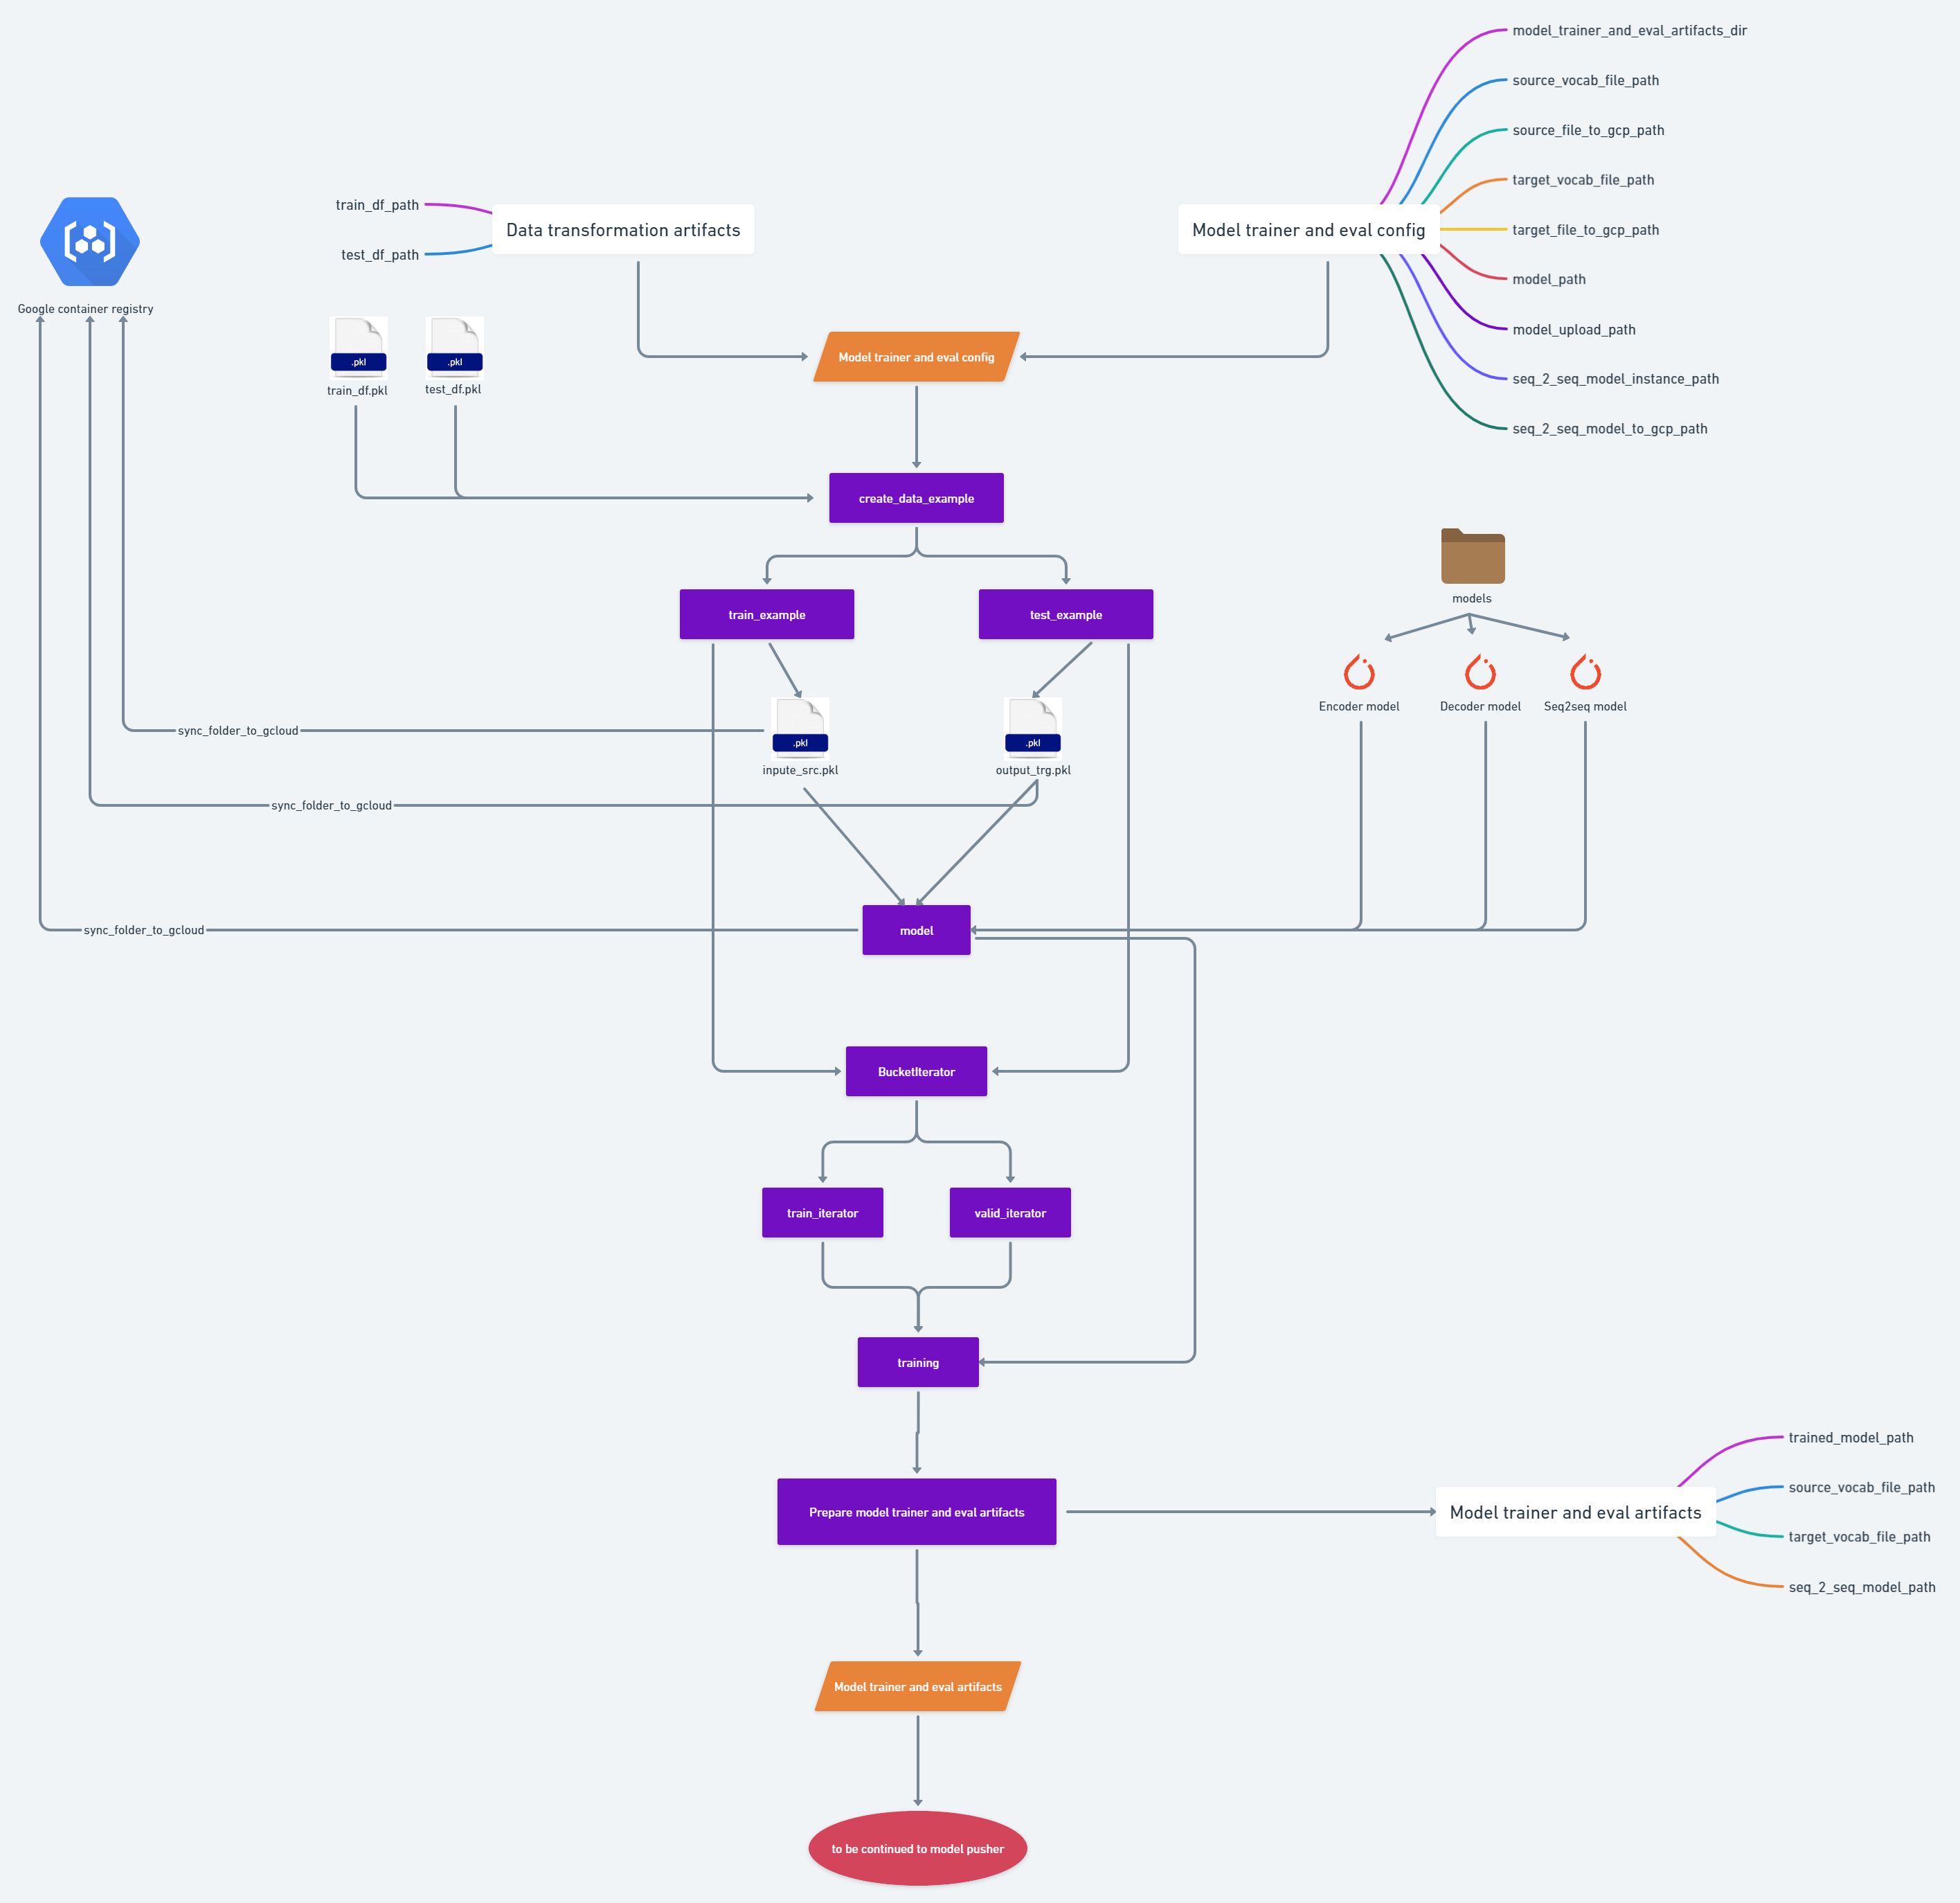 model_trainer_and_eval_artifacts_dir
source_vocab_file_path
source_file_to_gcp_path
target_vocab_file_path
target_file_to_gcp_path
model_path
model_upload_path
seq_2_seq_model_instance_path
seq_2_seq_model_to_gcp_path
train_df_path
test_df_path
Data transformation artifacts
Model trainer and eval config
Google container registry
.pkl
train_df.pkl
.pkl
test_df.pkl
Model trainer and eval config
create_data_example
train_example
test_example
models
Encoder model
Decoder model
Seq2seq model
sync_folder_to_gcloud
.pkl
inpute_src.pkl
.pkl
output_trg.pkl
sync_folder_to_gcloud
sync_folder_to_gcloud
model
BucketIterator
train_iterator
valid_iterator
training
Prepare model trainer and eval artifacts
Model trainer and eval artifacts
trained_model_path
source_vocab_file_path
target_vocab_file_path
seq_2_seq_model_path
Model trainer and eval artifacts
to be continued to model pusher